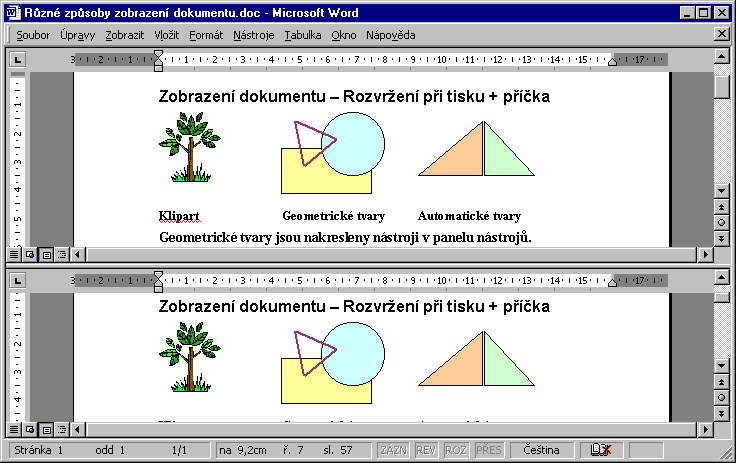 Různé způsoby zobrazení dokumentu.doc - Microsoft Word
Soubor Úpravy Zobrazit Vložit Formát Nástroje Tabulka Okno Nápověda
3 2 1 1 2 3 4 5 6 7 8 9 10 11 12 13 14 15 17
Zobrazení dokumentu – Rozvržení při tisku + příčka
Klipart Geometrické tvary Automatické tvary
Geometrické tvary jsou nakresleny nástroji v panelu nástrojů.
3 2 1 1 2 3 4 5 6 7 8 9 10 11 12 13 14 15 17
Zobrazení dokumentu – Rozvržení při tisku + příčka
Stránka 1 odd 1 1/1 na 9,2cm ř. 7 sl. 57 ZÁZN REV ROZ PŘES Čeština